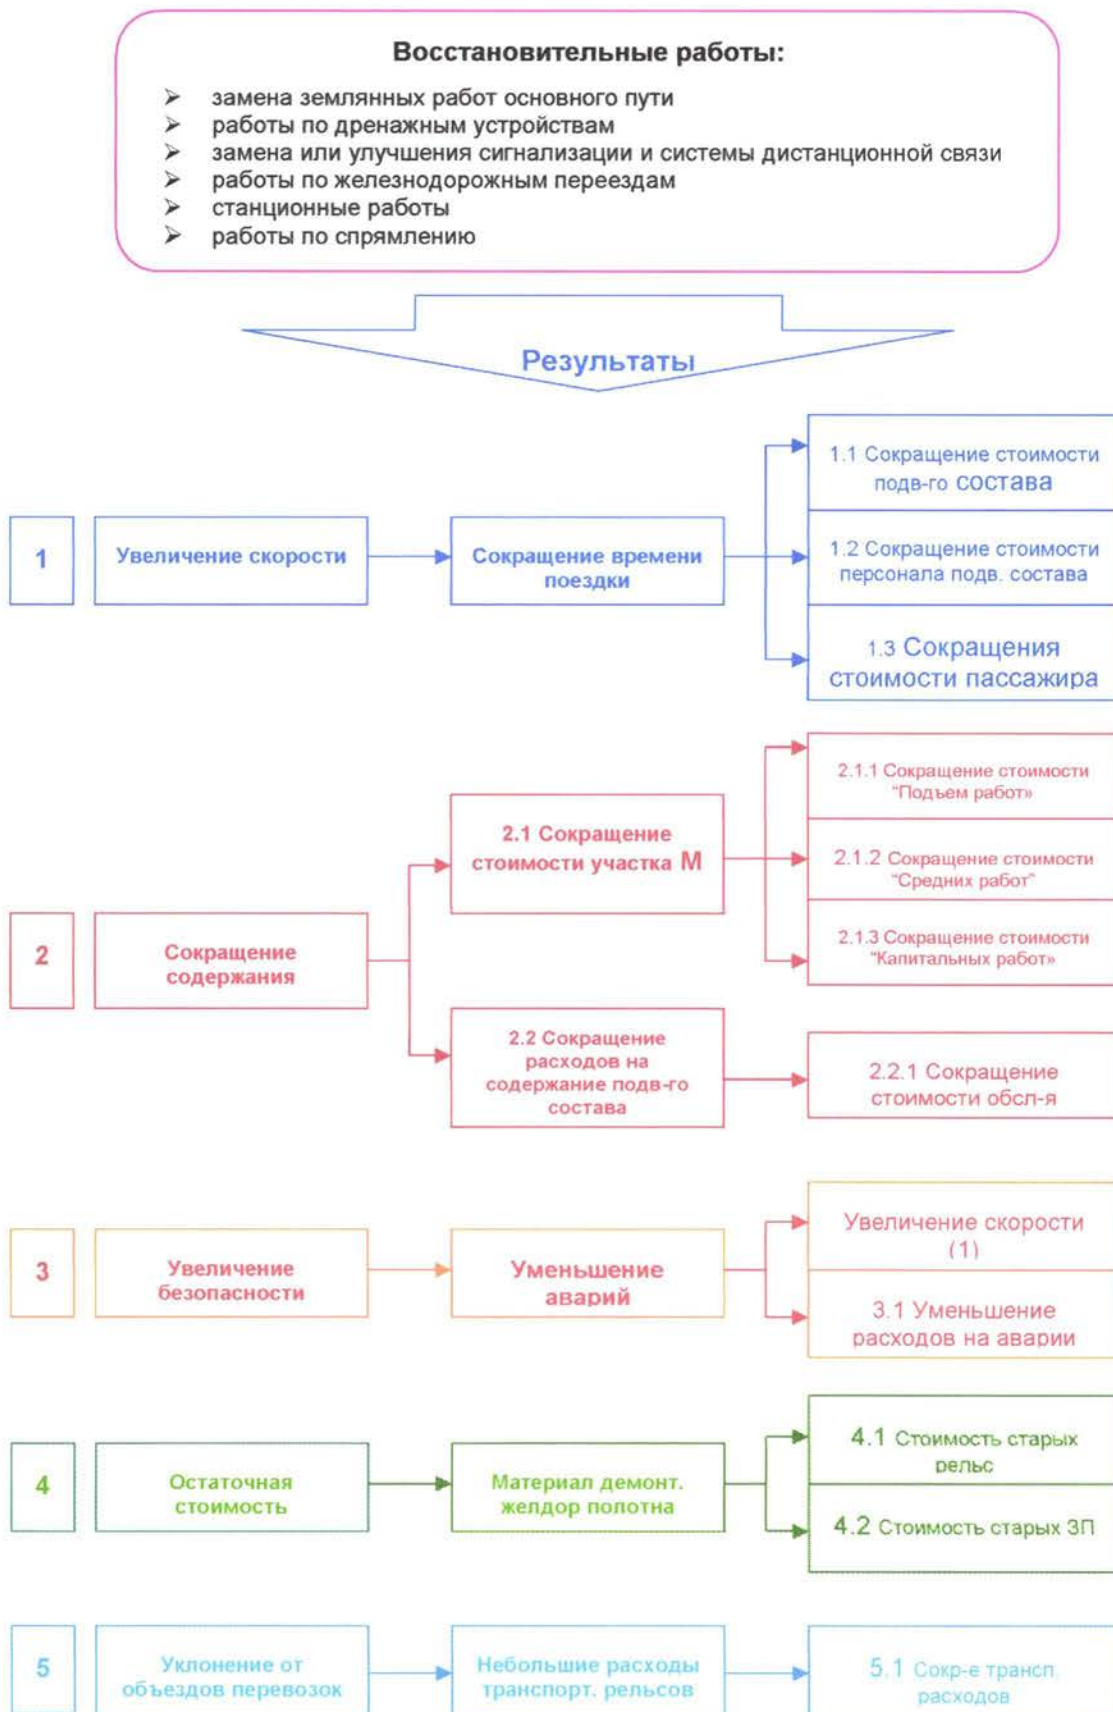 Восстановительные работы:
➢ замена землянных работ основного пути
➢ работы по дренажным устройствам
➢ замена или улучшения сигнализации и системы дистанционной связи
➢ работы по железнодорожным переездам
➢ станционные работы
➢ работы по спрямлению
Результаты
1
Увеличение скорости
Сокращение времени
поездки
1.1 Сокращение стоимости
подв-го состава
1.2 Сокращение стоимости
персонала подв. состава
1.3 Сокращения
стоимости пассажира
2
Сокращение
содержания
2.1 Сокращение
стоимости участка М
2.1.1 Сокращение стоимости
“Подъем работ»
2.1.2 Сокращение стоимости
“Средних работ”
2.1.3 Сокращение стоимости
“Капитальных работ»
2.2 Сокращение
расходов на
содержание подв-го
состава
2.2.1 Сокращение
стоимости обсл-я
3
Увеличение
безопасности
Уменьшение
аварий
Увеличение скорости
(1)
3.1 Уменьшение
расходов на аварии
4
Остаточная
стоимость
Материал демонт.
желдор полотна
4.1 Стоимость старых
рельс
4.2 Стоимость старых ЗП
5
Уклонение от
объездов перевозок
Небольшие расходы
транспорт. рельсов
5.1 Сокр-е трансп.
расходов